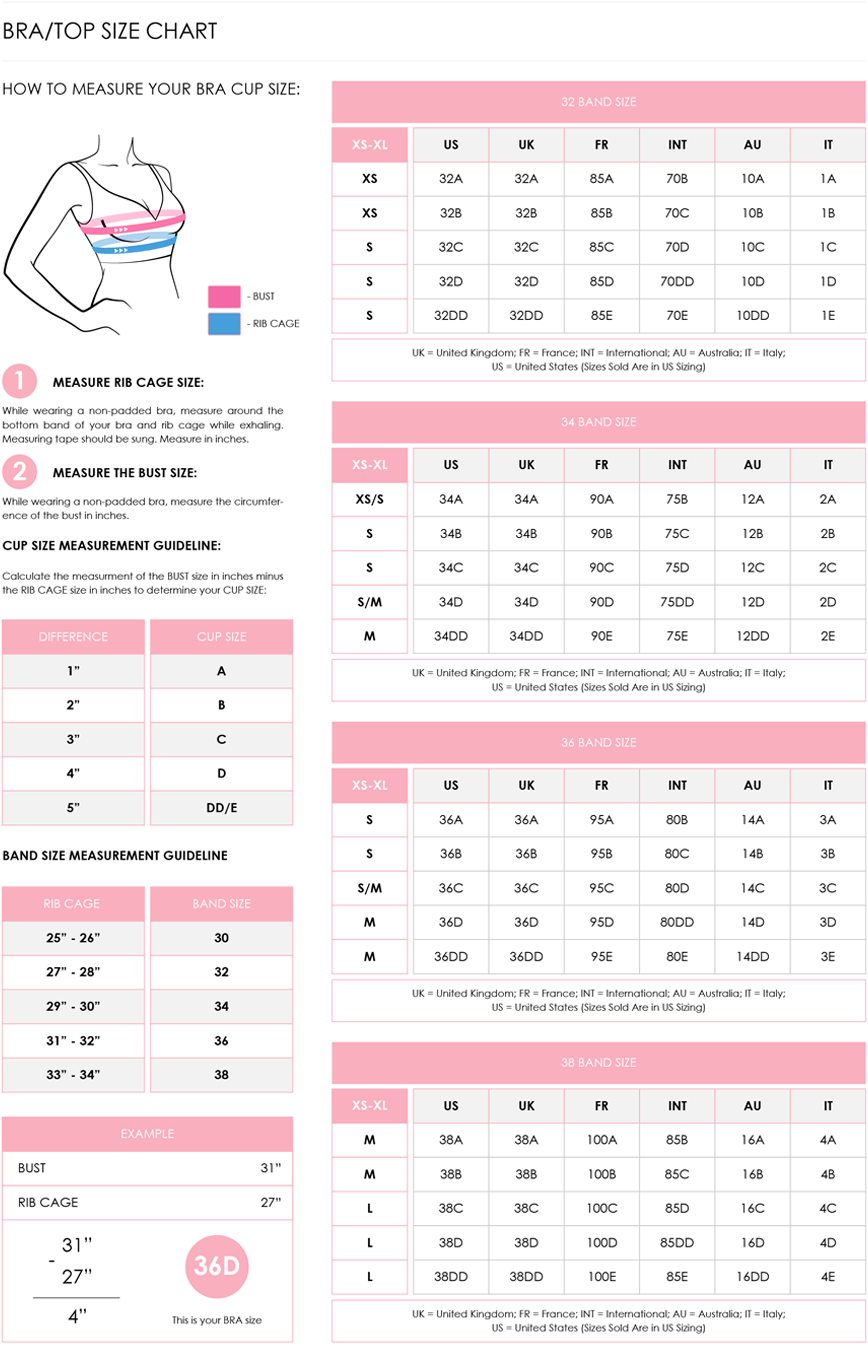 BRA/TOP SIZE CHART
HOW TO MEASURE YOUR BRA CUP SIZE:
- BUST
- RIB CAGE
1 MEASURE RIB CAGE SIZE:
While wearing a non-padded bra, measure around the
bottom band of your bra and rib cage while exhaling.
Measuring tape should be sung. Measure in inches.
2 MEASURE THE BUST SIZE:
While wearing a non-padded bra, measure the circumfer-
ence of the bust in inches.
CUP SIZE MEASUREMENT GUIDELINE:
Calculate the measurment of the BUST size in inches minus
the RIB CAGE size in inches to determine your CUP SIZE:
DIFFERENCE CUP SIZE
1” A
2” B
3” C
4” D
5” DD/E
BAND SIZE MEASUREMENT GUIDELINE
RIB CAGE BAND SIZE
25” - 26” 30
27” - 28” 32
29” - 30” 34
31” - 32” 36
33” - 34” 38
EXAMPLE
BUST 31”
RIB CAGE 27”
31”
-
27”
4”
36D
This is your BRA size
32 BAND SIZE
XS-XL US UK FR INT AU IT
XS 32A 32A 85A 70B 10A 1A
XS 32B 32B 85B 70C 10B 1B
S 32C 32C 85C 70D 10C 1C
S 32D 32D 85D 70DD 10D 1D
S 32DD 32DD 85E 70E 10DD 1E
UK = United Kingdom; FR = France; INT = International; AU = Australia; IT = Italy;
US = United States (Sizes Sold Are in US Sizing)
34 BAND SIZE
XS-XL US UK FR INT AU IT
XS/S 34A 34A 90A 75B 12A 2A
S 34B 34B 90B 75C 12B 2B
S 34C 34C 90C 75D 12C 2C
S/M 34D 34D 90D 75DD 12D 2D
M 34DD 34DD 90E 75E 12DD 2E
UK = United Kingdom; FR = France; INT = International; AU = Australia; IT = Italy;
US = United States (Sizes Sold Are in US Sizing)
36 BAND SIZE
XS-XL US UK FR INT AU IT
S 36A 36A 95A 80B 14A 3A
S 36B 36B 95B 80C 14B 3B
S/M 36C 36C 95C 80D 14C 3C
M 36D 36D 95D 80DD 14D 3D
M 36DD 36DD 95E 80E 14DD 3E
UK = United Kingdom; FR = France; INT = International; AU = Australia; IT = Italy;
US = United States (Sizes Sold Are in US Sizing)
38 BAND SIZE
XS-XL US UK FR INT AU IT
M 38A 38A 100A 85B 16A 4A
M 38B 38B 100B 85C 16B 4B
L 38C 38C 100C 85D 16C 4C
L 38D 38D 100D 85DD 16D 4D
L 38DD 38DD 100E 85E 16DD 4E
UK = United Kingdom; FR = France; INT = International; AU = Australia; IT = Italy;
US = United States (Sizes Sold Are in US Sizing)